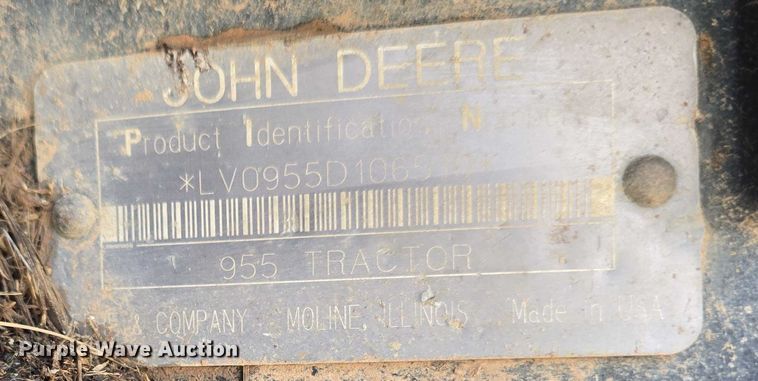 JOHN DEERE
Product Identification
*LV0955D1065
955 TRACTOR
& COMPANY MOLINE, ILLINOIS Made in USA
Purple Wave Auction